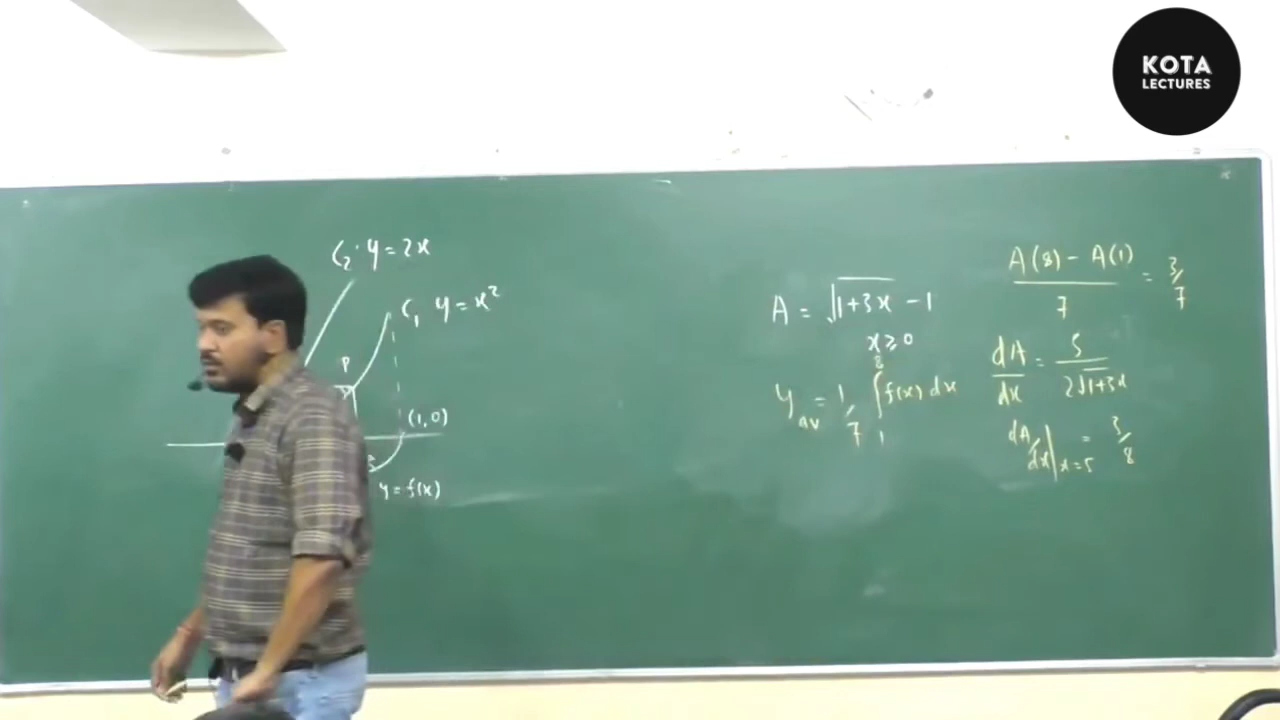 KOTA
LECTURES
C₂ y = 2x
C₁ y = x²
P
(1,0)
y = f(x)
A = √(1+3x) - 1
x ≥ 0
y_av = 1/7 ∫₁⁸ f(x) dx
(A(8) - A(1))/7 = 3/7
dA/dx = 3/(2√(1+3x))
dA/dx|x=5 = 3/8